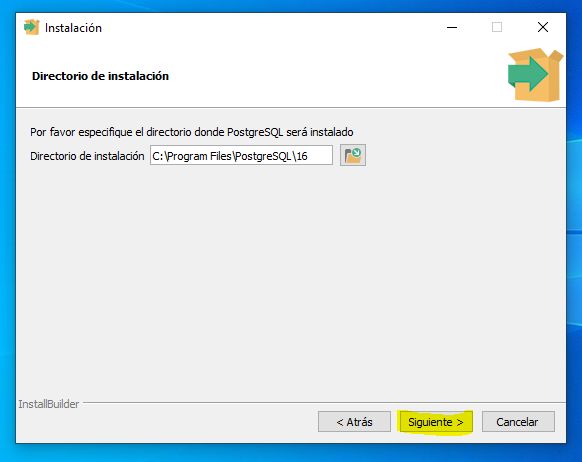 Instalación
Directorio de instalación
Por favor especifique el directorio donde PostgreSQL será instalado
Directorio de instalación C:\Program Files\PostgreSQL\16
InstallBuilder
< Atrás Siguiente > Cancelar